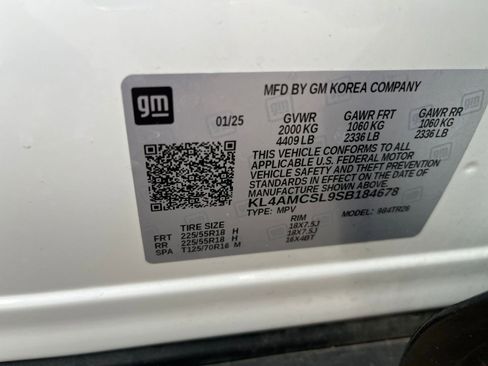 MFD BY GM KOREA COMPANY
gm
01/25 GVWR GAWR FRT GAWR RR
2000 KG 1060 KG 1060 KG
4409 LB 2336 LB 2336 LB
THIS VEHICLE CONFORMS TO ALL
APPLICABLE U.S. FEDERAL MOTOR
VEHICLE SAFETY AND THEFT PREVENTION
STANDARDS IN EFFECT ON THE DATE OF
MANUFACTURE SHOWN ABOVE.
KL4AMCSL9SB184678
TYPE: MPV MODEL: 9B4TR26
TIRE SIZE RIM
FRT 225/55R18 H 18X7.5J
RR 225/55R18 H 18X7.5J
SPA T125/70R16 M 16X4BT